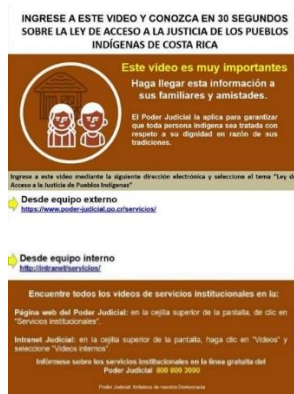 INGRESE A ESTE VIDEO Y CONOZCA EN 30 SEGUNDOS
SOBRE LA LEY DE ACCESO A LA JUSTICIA DE LOS PUEBLOS
INDÍGENAS DE COSTA RICA
Este video es muy importantes
Haga llegar esta información a
sus familiares y amistades.
El Poder Judicial la aplica para garantizar
que toda persona indígena sea tratada con
respeto a su dignidad en razón de sus
tradiciones.
Ingrese a este video mediante la siguiente dirección electrónica y seleccione el tema "Ley de
Acceso a la Justicia de Pueblos Indígenas"
Desde equipo externo
https://www.poder-judicial.go.cr/servicios/
Desde equipo interno
http://intranet/servicios/
Encuentre todos los videos de servicios institucionales en la:
Página web del Poder Judicial: en la cejilla superior de la pantalla, de clic en
"Servicios institucionales".
Intranet Judicial: en la cejilla superior de la pantalla, haga clic en "Videos" y
seleccione "Videos internos".
Infórmese sobre los servicios institucionales en la línea gratuita del
Poder Judicial 800 800 3000
Poder Judicial: fortaleza de nuestra Democracia